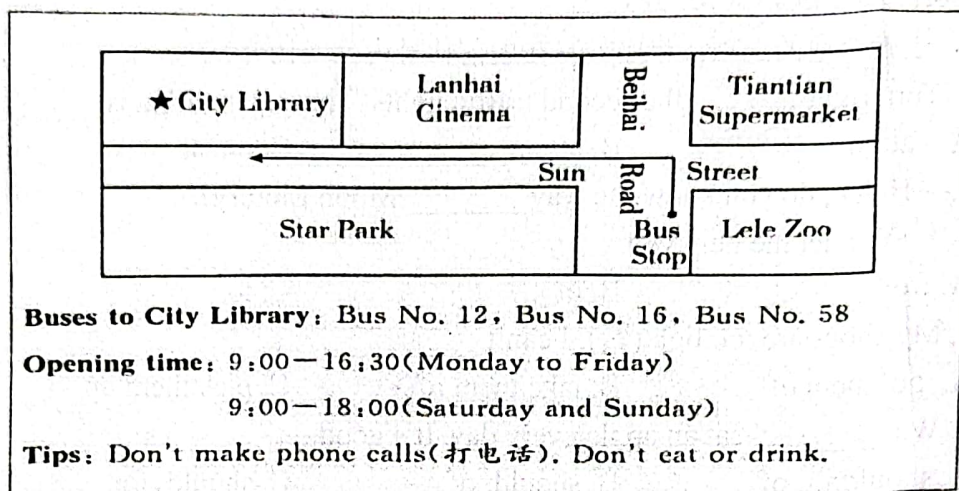 ★City Library
Lanhai
Cinema
Beihai
Road
Tiantian
Supermarket
Sun
Street
Star Park
Bus
Stop
Lele Zoo
Buses to City Library: Bus No. 12, Bus No. 16, Bus No. 58
Opening time: 9:00—16:30(Monday to Friday)
9:00—18:00(Saturday and Sunday)
Tips: Don't make phone calls(打电话). Don't eat or drink.